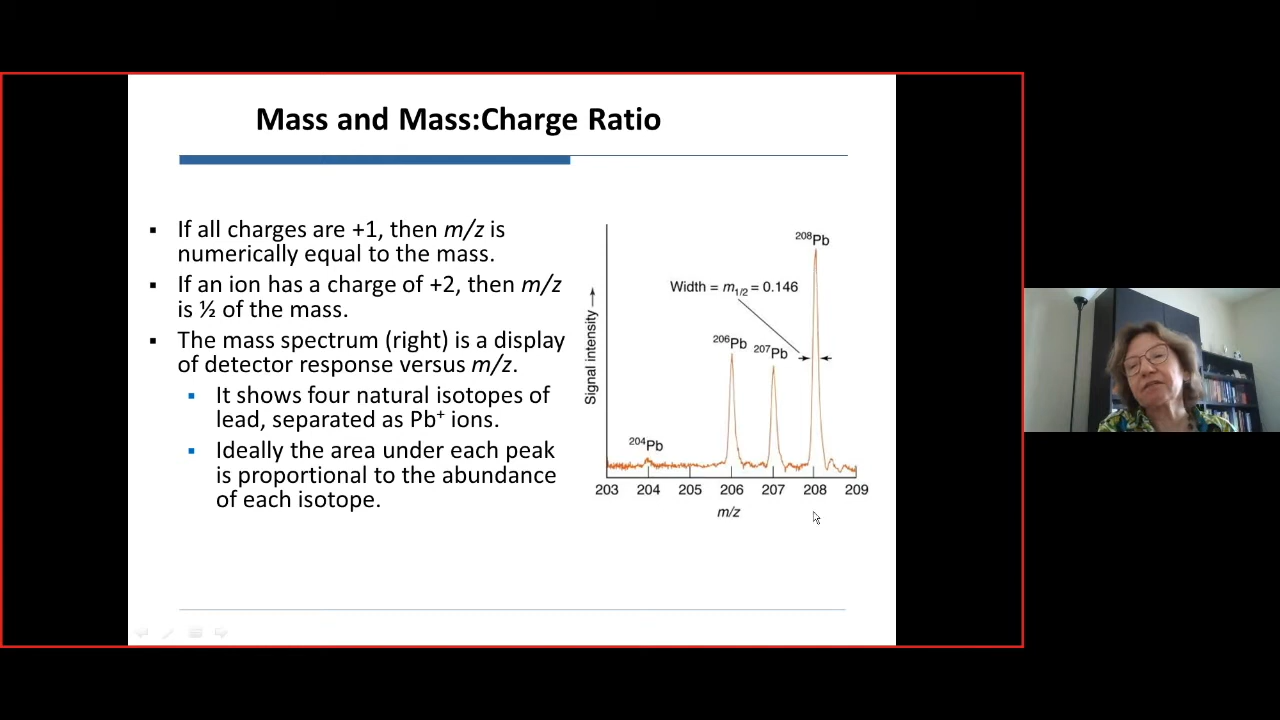 Mass and Mass:Charge Ratio
▪ If all charges are +1, then m/z is
numerically equal to the mass.
▪ If an ion has a charge of +2, then m/z
is ½ of the mass.
▪ The mass spectrum (right) is a display
of detector response versus m/z.
▪ It shows four natural isotopes of
lead, separated as Pb⁺ ions.
▪ Ideally the area under each peak
is proportional to the abundance
of each isotope.
²⁰⁸Pb
Width = m₁/₂ = 0.146
²⁰⁶Pb
²⁰⁷Pb
Signal intensity →
²⁰⁴Pb
203 204 205 206 207 208 209
m/z